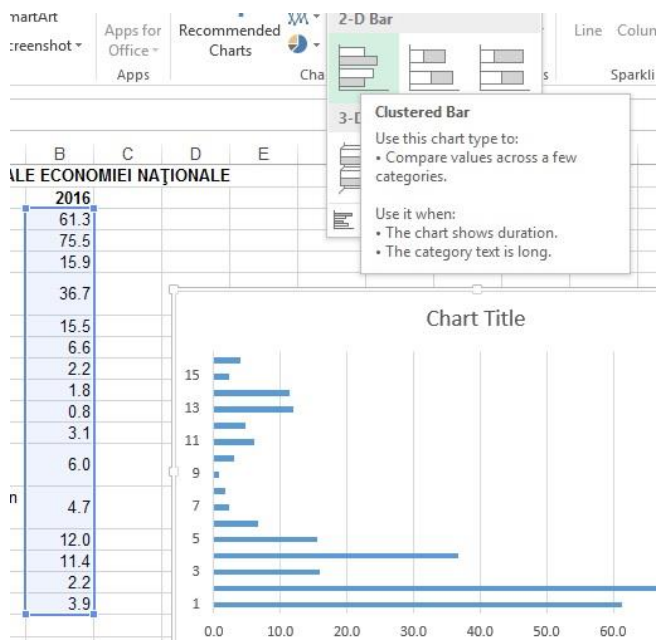 martArt
creenshot
Apps for
Office
Apps
Recommended
Charts
Cha
2-D Bar
3-D
Line
Colum
s
Sparkli
Clustered Bar
Use this chart type to:
• Compare values across a few
categories.
Use it when:
• The chart shows duration.
• The category text is long.
B
C
D
E
LE ECONOMIEI NAŢIONALE
2016
61.3
75.5
15.9
36.7
15.5
6.6
2.2
1.8
0.8
3.1
6.0
n
4.7
12.0
11.4
2.2
3.9
Chart Title
15
13
11
9
7
5
3
1
0.0 10.0 20.0 30.0 40.0 50.0 60.0